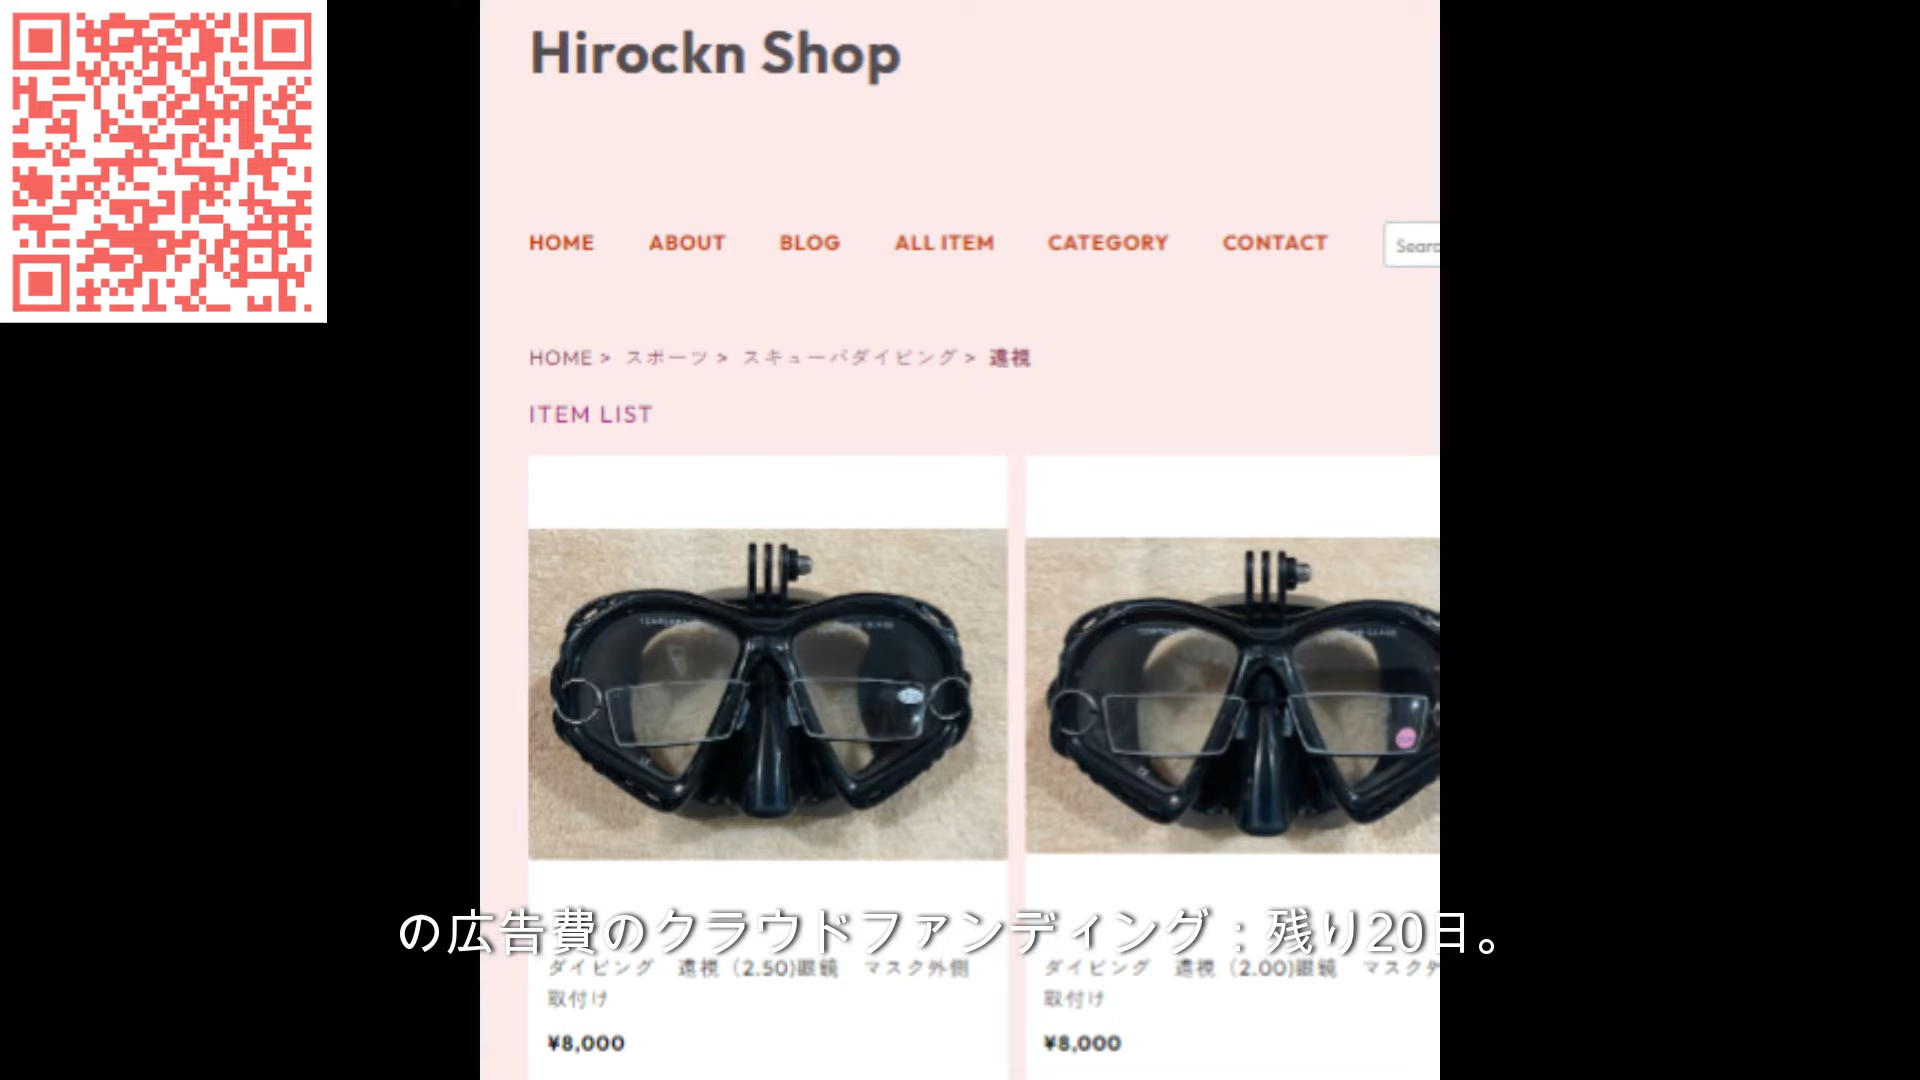 Hirockn Shop
HOME ABOUT BLOG ALL ITEM CATEGORY CONTACT
HOME > スポーツ > スキューバダイビング > 遠視
ITEM LIST
の広告費のクラウドファンディング：残り20日。
ダイビング 遠視（2.50)眼鏡 マスク外側
取付け
¥8,000
ダイビング 遠視（2.00)眼鏡 マスク
取付け
¥8,000